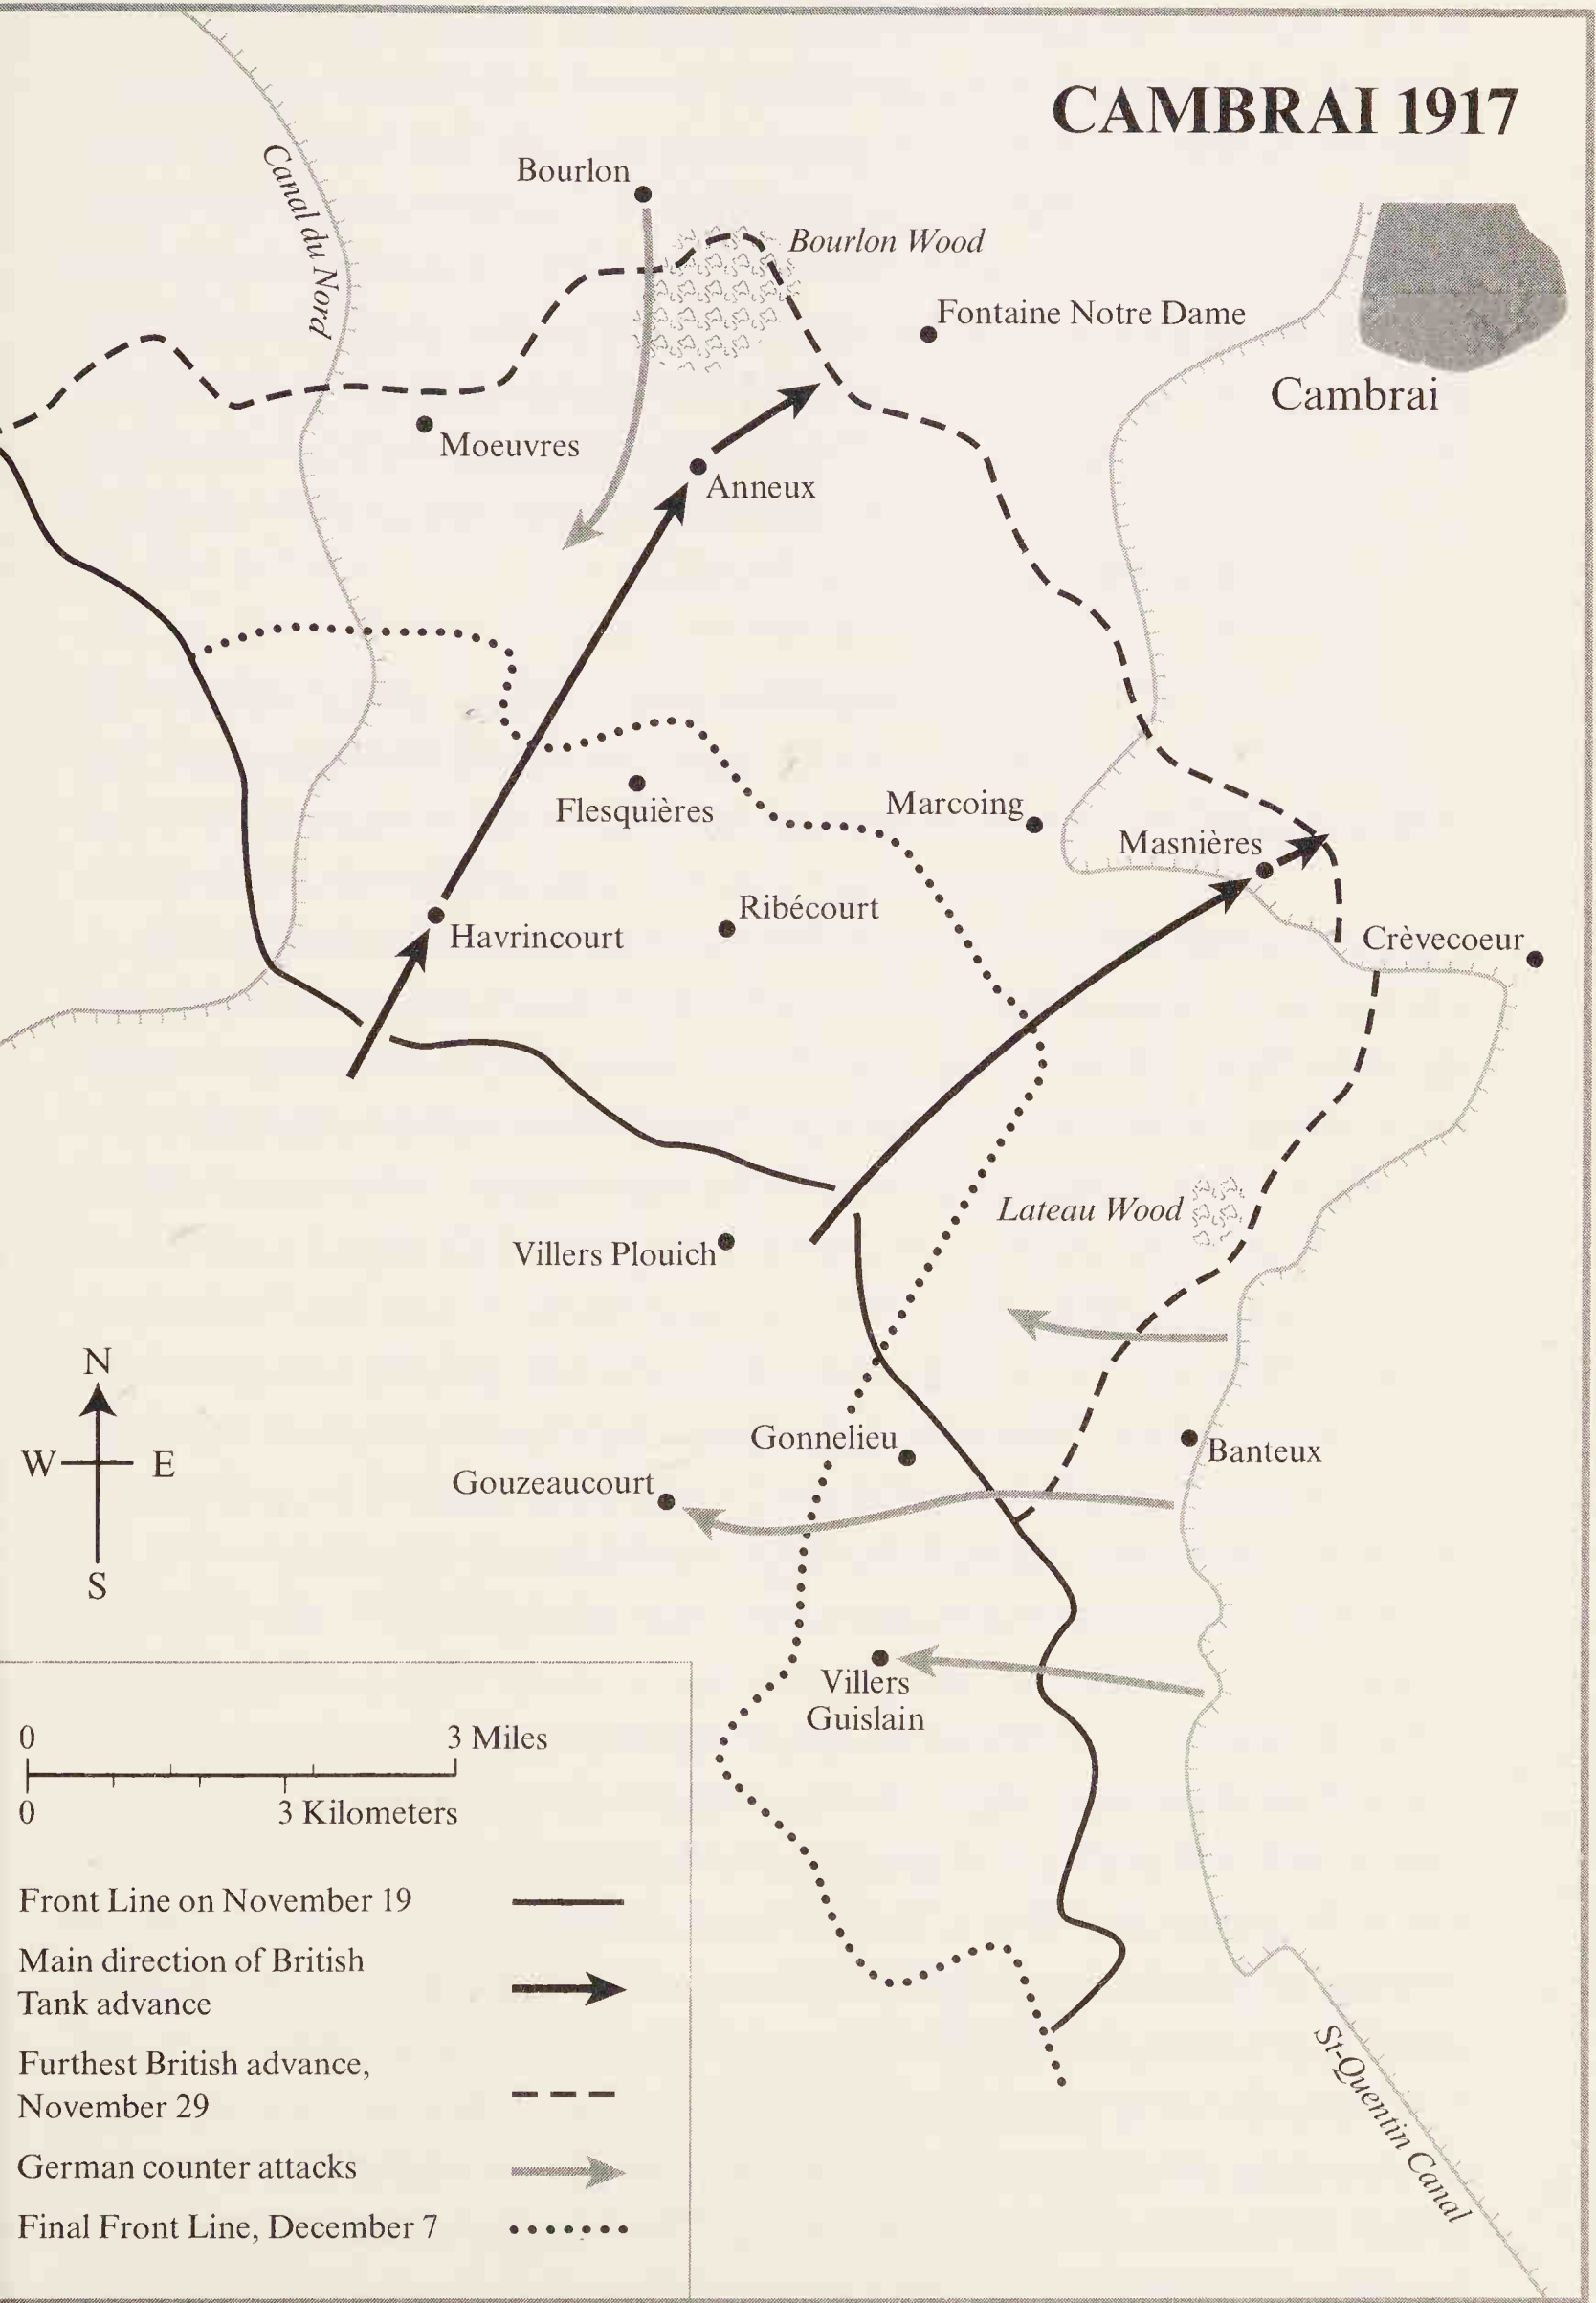 CAMBRAI 1917
Canal du Nord
Bourlon
Bourlon Wood
Fontaine Notre Dame
Cambrai
Moeuvres
Anneux
Flesquières
Marcoing
Masnières
Ribécourt
Havrincourt
Crèvecoeur
Lateau Wood
Villers Plouich
N
W E
S
Gonnelieu
Banteux
Gouzeaucourt
Villers
Guislain
0 3 Miles
0 3 Kilometers
Front Line on November 19
Main direction of British
Tank advance
Furthest British advance,
November 29
German counter attacks
Final Front Line, December 7
St-Quentin Canal